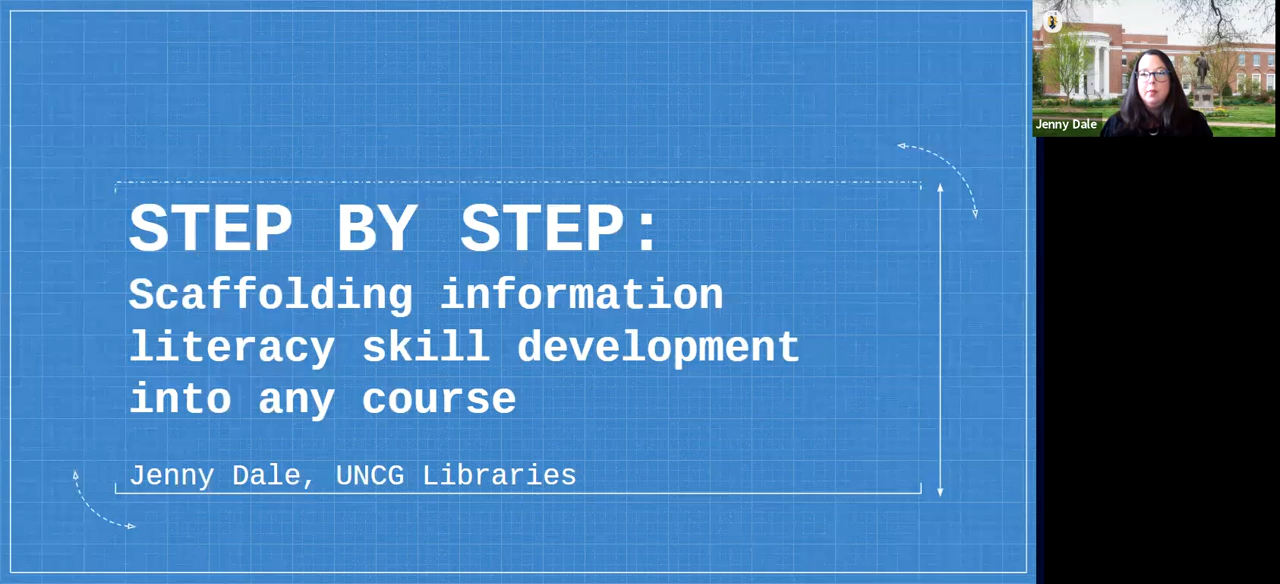 STEP BY STEP:
Scaffolding information
literacy skill development
into any course
Jenny Dale, UNCG Libraries
Jenny Dale